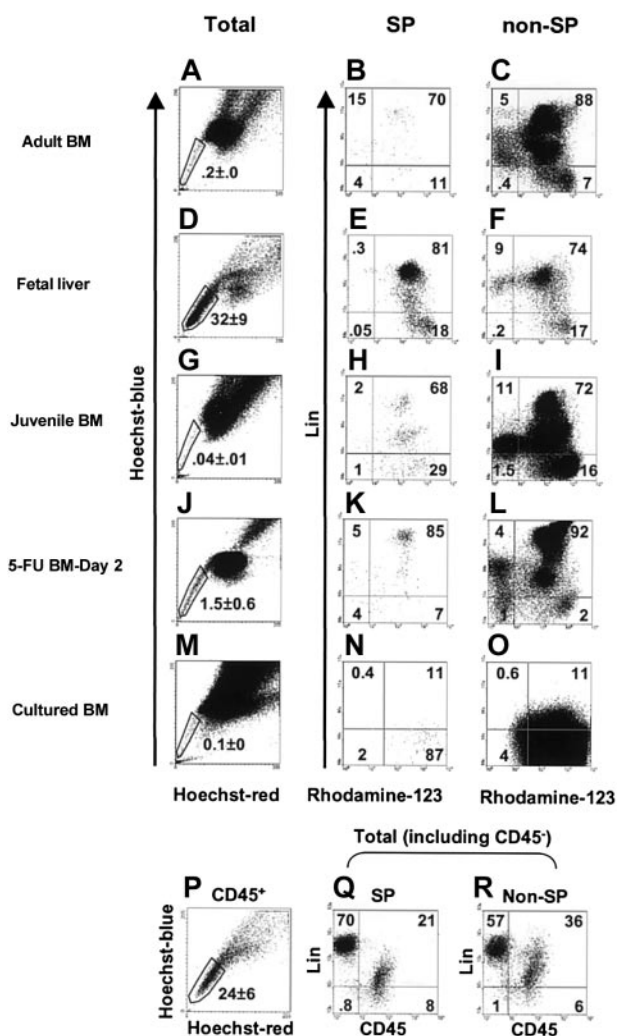 Total SP non-SP
A B C
Adult BM
.2±.0
15 70
4 11
5 88
.4 7
D E F
Fetal liver
32±9
.3 81
.05 18
9 74
.2 17
G H I
Juvenile BM
.04±.01
2 68
1 29
11 72
1.5 16
J K L
5-FU BM-Day 2
1.5±0.6
5 85
4 7
4 92
2
M N O
Cultured BM
0.1±0
0.4 11
2 87
0.6 11
4
Hoechst-blue
Lin
Hoechst-red Rhodamine-123 Rhodamine-123
Total (including CD45⁻)
P CD45⁺ Q SP R Non-SP
Hoechst-blue
24±6
Hoechst-red
Lin
70 21
.8 8
CD45
Lin
57 36
1 6
CD45